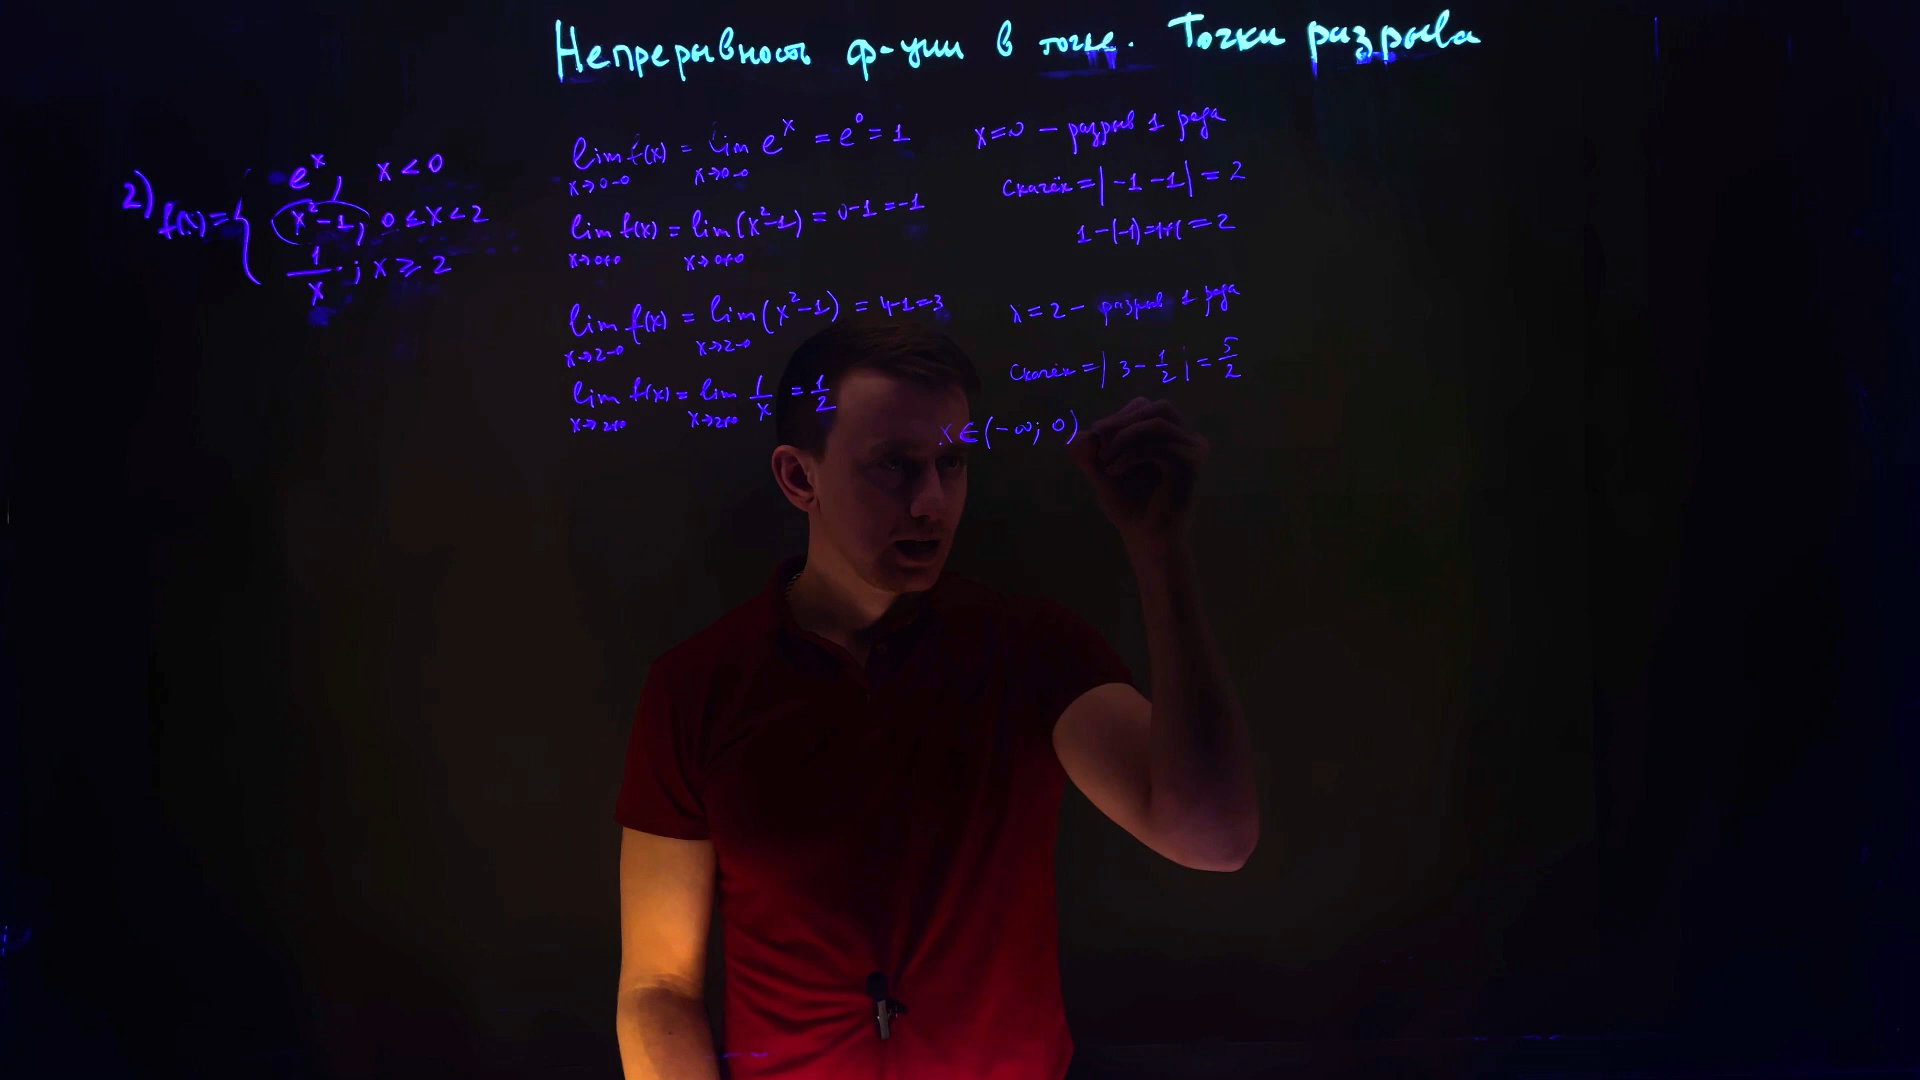 Непрерывность ф-ции в точке. Точки разрыва
2) f(x) = { e^x, x < 0
x² - 1, 0 ≤ x < 2
1/x ; x ≥ 2
lim f(x) = lim e^x = e^0 = 1
x→0-0 x→0-0
lim f(x) = lim (x²-1) = 0-1 = -1
x→0+0 x→0+0
lim f(x) = lim (x²-1) = 4-1=3
x→2-0 x→2-0
lim f(x) = lim 1/x = 1/2
x→2+0 x→2+0
x=0 - разрыв 1 рода
Скачёк = |-1-1| = 2
1-(-1)=1+1=2
x=2 - разрыв 1 рода
Скачёк = |3 - 1/2| = 5/2
x∈(-∞; 0)